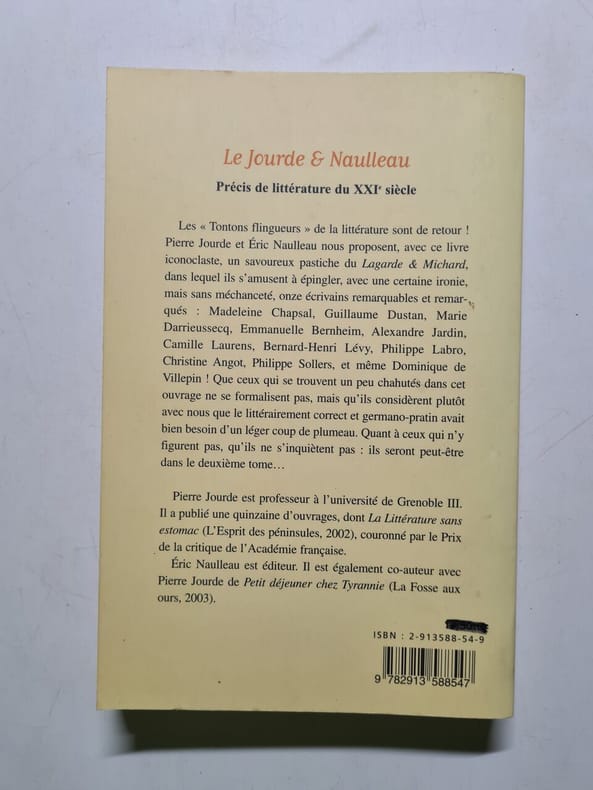 Le Jourde & Naulleau
Précis de littérature du XXIe siècle
Les « Tontons flingueurs » de la littérature sont de retour !
Pierre Jourde et Éric Naulleau nous proposent, avec ce livre
iconoclaste, un savoureux pastiche du Lagarde & Michard,
dans lequel ils s'amusent à épingler, avec une certaine ironie,
mais sans méchanceté, onze écrivains remarquables et remar-
qués : Madeleine Chapsal, Guillaume Dustan, Marie
Darrieussecq, Emmanuelle Bernheim, Alexandre Jardin,
Camille Laurens, Bernard-Henri Lévy, Philippe Labro,
Christine Angot, Philippe Sollers, et même Dominique de
Villepin ! Que ceux qui se trouvent un peu chahutés dans cet
ouvrage ne se formalisent pas, mais qu'ils considèrent plutôt
avec nous que le littérairement correct et germano-pratin avait
bien besoin d'un léger coup de plumeau. Quant à ceux qui n'y
figurent pas, qu'ils ne s'inquiètent pas : ils seront peut-être
dans le deuxième tome…
Pierre Jourde est professeur à l'université de Grenoble III.
Il a publié une quinzaine d'ouvrages, dont La Littérature sans
estomac (L'Esprit des péninsules, 2002), couronné par le Prix
de la critique de l'Académie française.
Éric Naulleau est éditeur. Il est également co-auteur avec
Pierre Jourde de Petit déjeuner chez Tyrannie (La Fosse aux
ours, 2003).
ISBN : 2-913588-54-9
9 782913 588547